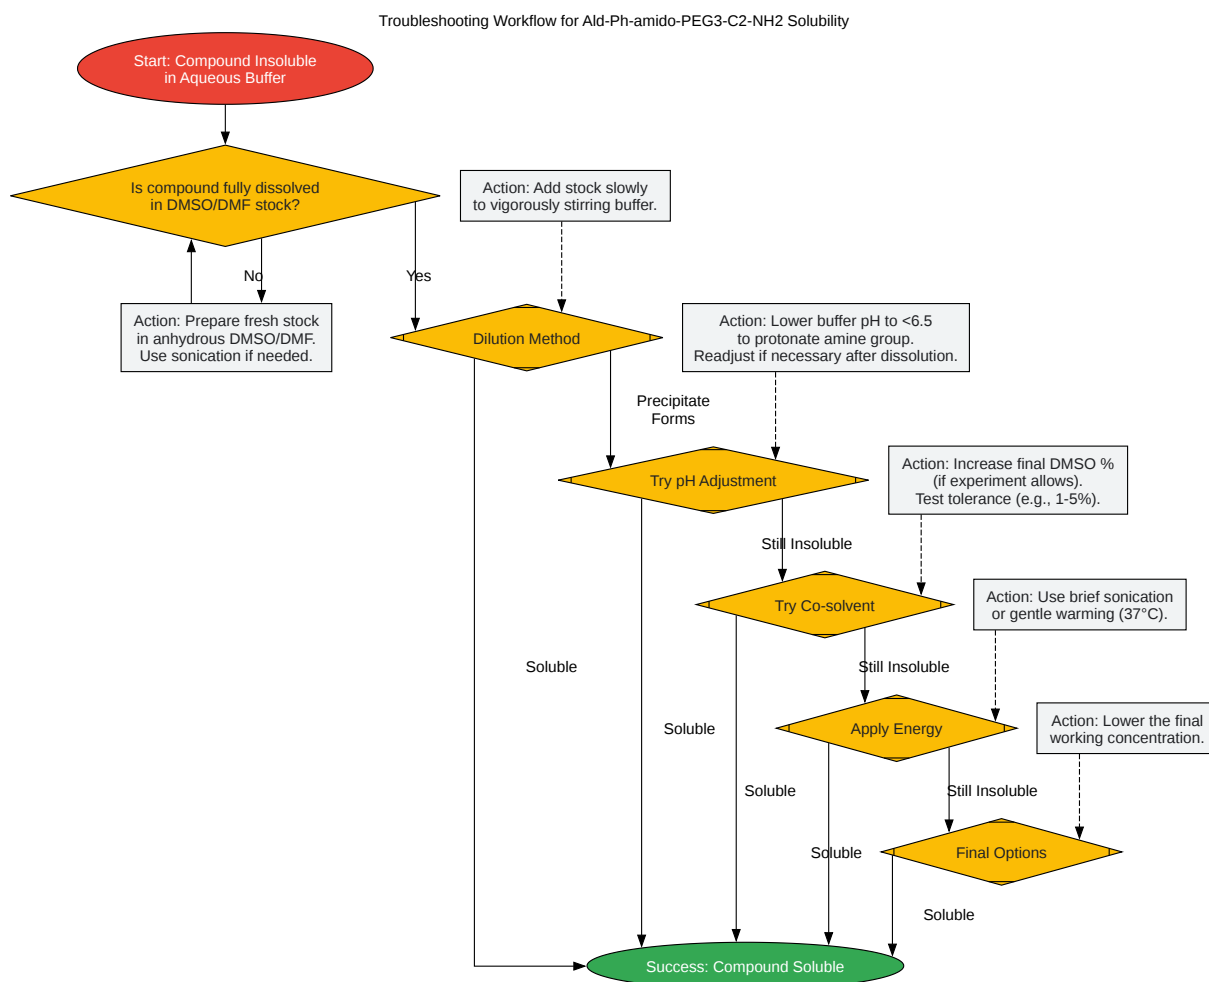 Troubleshooting Workflow for Ald-Ph-amido-PEG3-C2-NH2 Solubility
Start: Compound Insoluble
in Aqueous Buffer
Is compound fully dissolved
in DMSO/DMF stock?
Action: Add stock slowly
to vigorously stirring buffer.
No
Yes
Action: Prepare fresh stock
in anhydrous DMSO/DMF.
Use sonication if needed.
Dilution Method
Action: Lower buffer pH to <6.5
to protonate amine group.
Readjust if necessary after dissolution.
Precipitate
Forms
Try pH Adjustment
Action: Increase final DMSO %
(if experiment allows).
Test tolerance (e.g., 1-5%).
Still Insoluble
Try Co-solvent
Action: Use brief sonication
or gentle warming (37°C).
Soluble
Still Insoluble
Soluble
Apply Energy
Action: Lower the final
working concentration.
Soluble
Still Insoluble
Soluble
Final Options
Soluble
Success: Compound Soluble